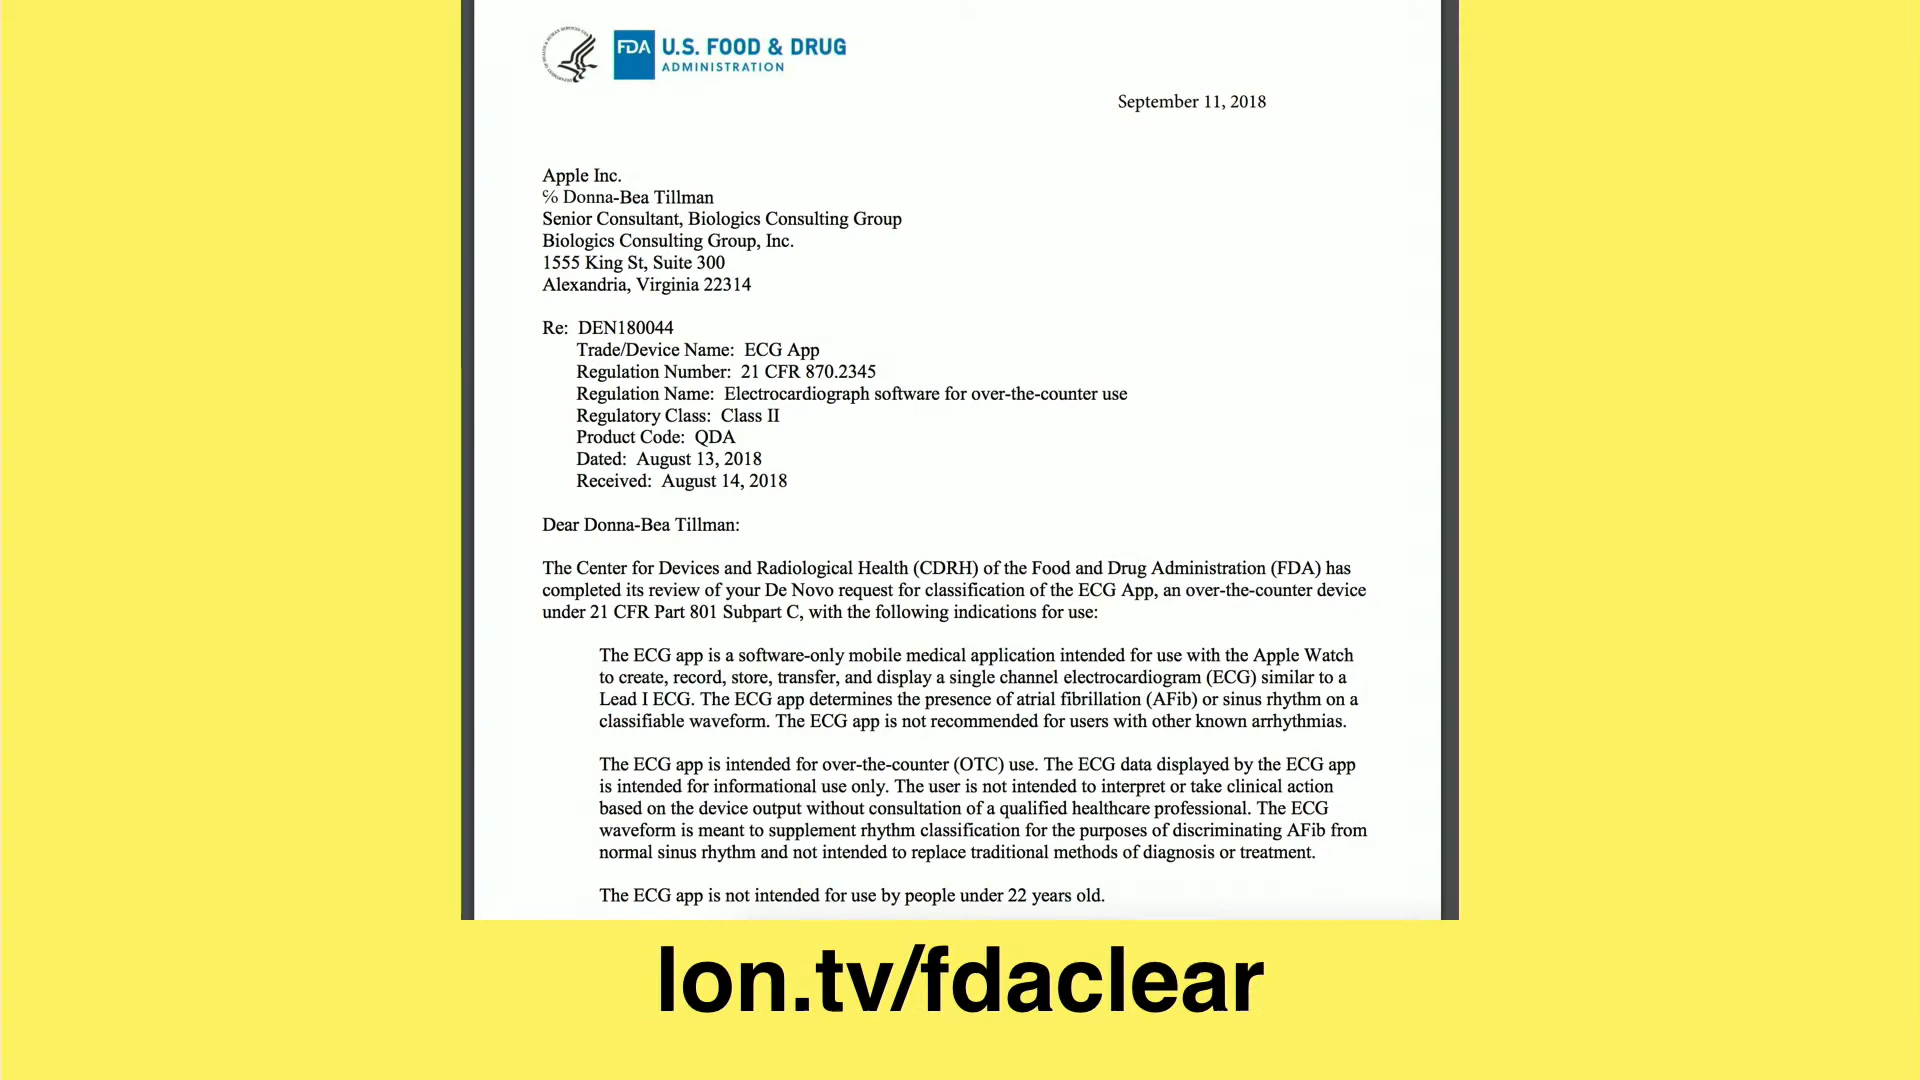 FDA U.S. FOOD & DRUG
ADMINISTRATION
September 11, 2018
Apple Inc.
℅ Donna-Bea Tillman
Senior Consultant, Biologics Consulting Group
Biologics Consulting Group, Inc.
1555 King St, Suite 300
Alexandria, Virginia 22314
Re: DEN180044
Trade/Device Name: ECG App
Regulation Number: 21 CFR 870.2345
Regulation Name: Electrocardiograph software for over-the-counter use
Regulatory Class: Class II
Product Code: QDA
Dated: August 13, 2018
Received: August 14, 2018
Dear Donna-Bea Tillman:
The Center for Devices and Radiological Health (CDRH) of the Food and Drug Administration (FDA) has
completed its review of your De Novo request for classification of the ECG App, an over-the-counter device
under 21 CFR Part 801 Subpart C, with the following indications for use:
The ECG app is a software-only mobile medical application intended for use with the Apple Watch
to create, record, store, transfer, and display a single channel electrocardiogram (ECG) similar to a
Lead I ECG. The ECG app determines the presence of atrial fibrillation (AFib) or sinus rhythm on a
classifiable waveform. The ECG app is not recommended for users with other known arrhythmias.
The ECG app is intended for over-the-counter (OTC) use. The ECG data displayed by the ECG app
is intended for informational use only. The user is not intended to interpret or take clinical action
based on the device output without consultation of a qualified healthcare professional. The ECG
waveform is meant to supplement rhythm classification for the purposes of discriminating AFib from
normal sinus rhythm and not intended to replace traditional methods of diagnosis or treatment.
The ECG app is not intended for use by people under 22 years old.
lon.tv/fdaclear